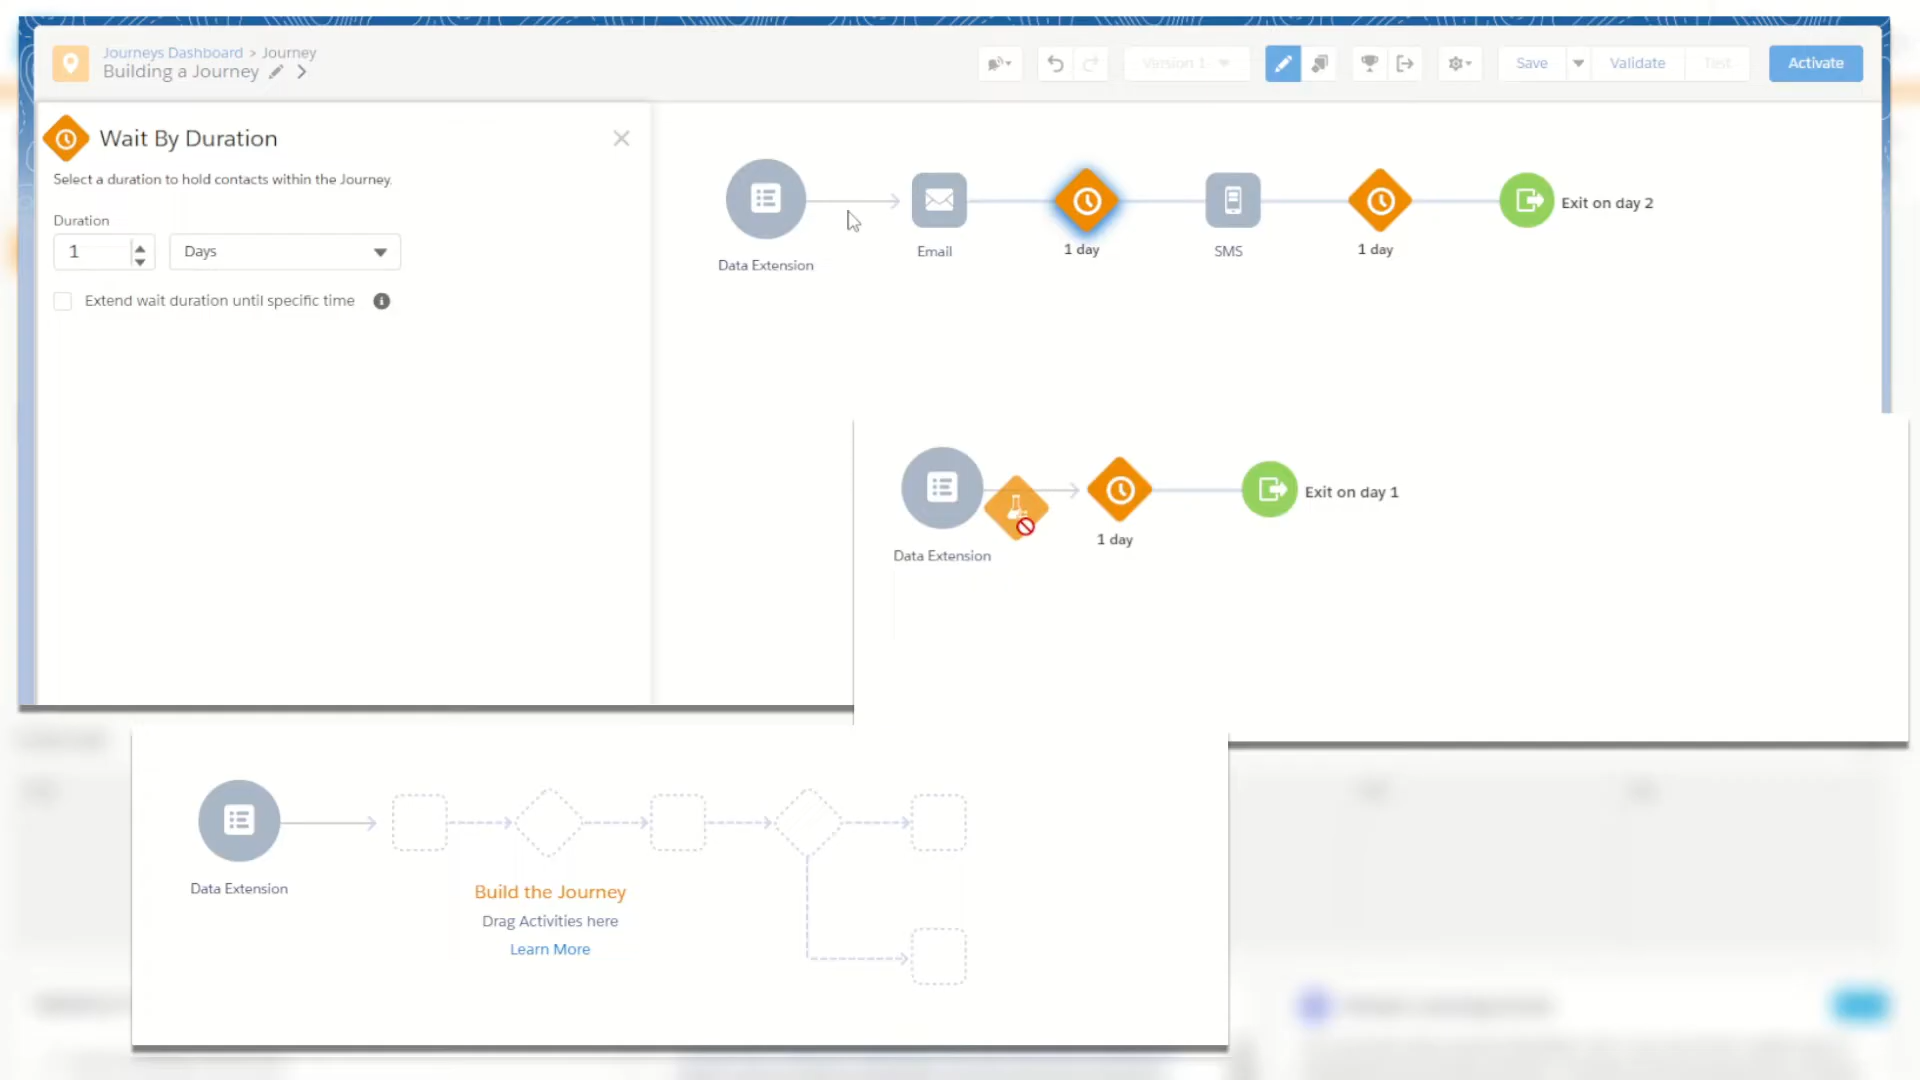 Journeys Dashboard > Journey
Building a Journey
Version 1
Save
Validate
Test
Activate
Wait By Duration
Select a duration to hold contacts within the Journey.
Duration
1
Days
Extend wait duration until specific time
Data Extension
Email
1 day
SMS
1 day
Exit on day 2
Data Extension
1 day
Exit on day 1
Data Extension
Build the Journey
Drag Activities here
Learn More